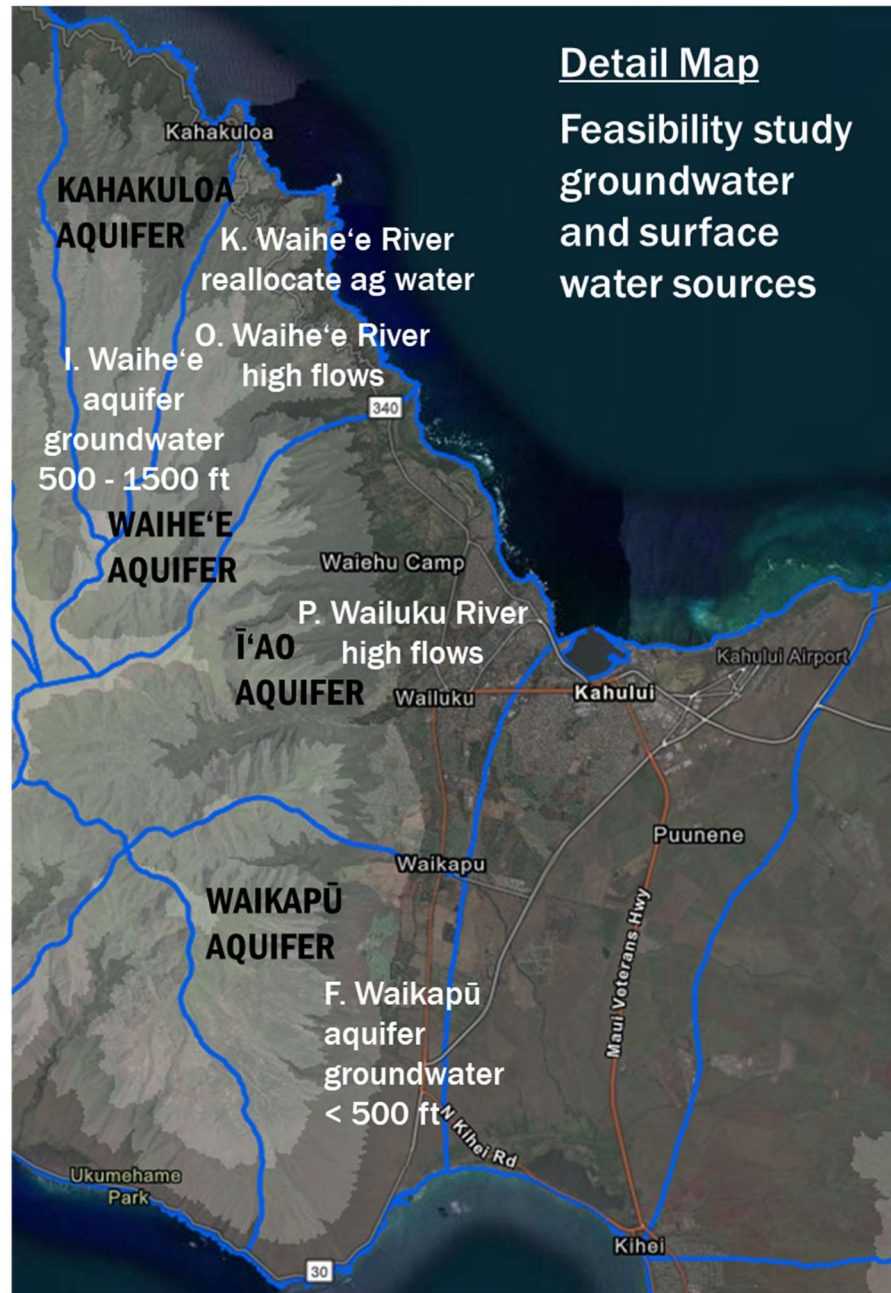 Detail Map
Feasibility study
groundwater
and surface
water sources
Kahakuloa
KAHAKULOA
AQUIFER
K. Waiheʻe River
reallocate ag water
O. Waiheʻe River
high flows
I. Waiheʻe
aquifer
groundwater
500 - 1500 ft
340
WAIHEʻE
AQUIFER
Waiehu Camp
P. Wailuku River
high flows
ĪʻAO
AQUIFER
Kahului Airport
Wailuku
Kahului
Puunene
Waikapu
WAIKAPŪ
AQUIFER
Maui Veterans Hwy
F. Waikapū
aquifer
groundwater
< 500 ft
N Kihei Rd
Ukumehame
Park
Kihei
30